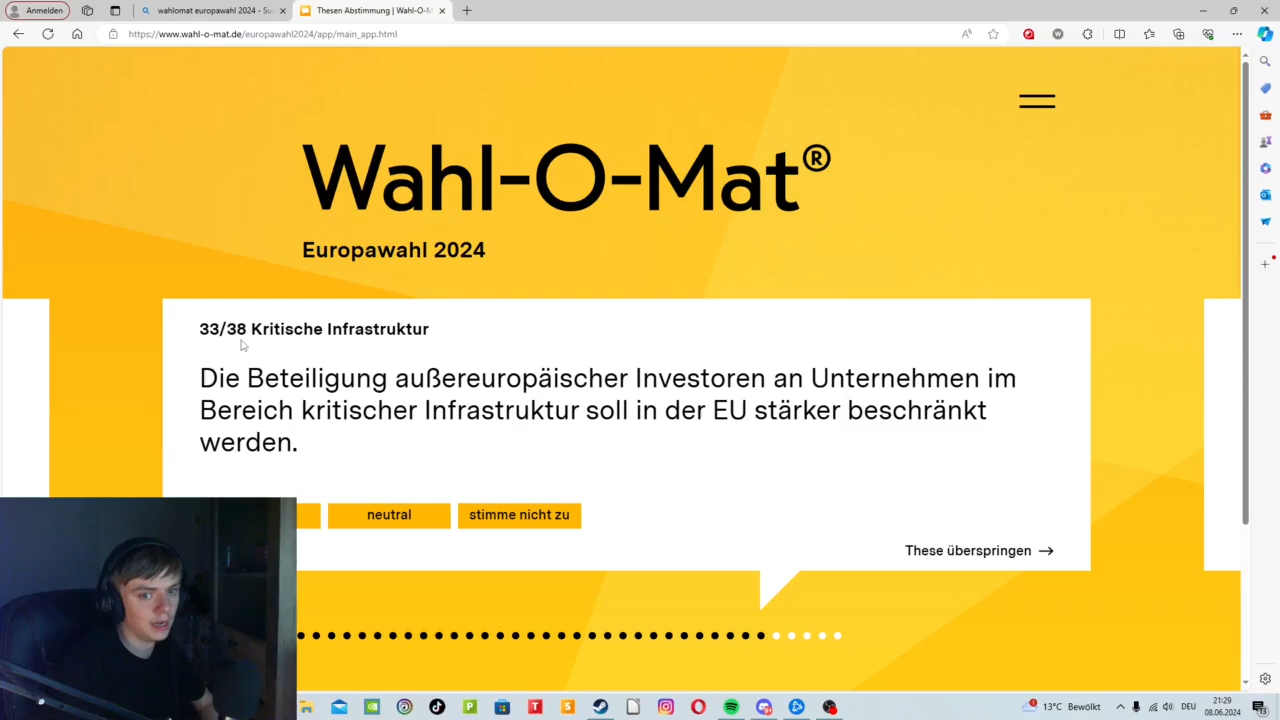 Anmelden
wahlomat europawahl 2024 - Su
Thesen Abstimmung | Wahl-O-M
https://www.wahl-o-mat.de/europawahl2024/app/main_app.html
Wahl-O-Mat®
Europawahl 2024
33/38 Kritische Infrastruktur
Die Beteiligung außereuropäischer Investoren an Unternehmen im
Bereich kritischer Infrastruktur soll in der EU stärker beschränkt
werden.
neutral
stimme nicht zu
These überspringen →
13°C Bewölkt
DEU
21:29
08.06.2024